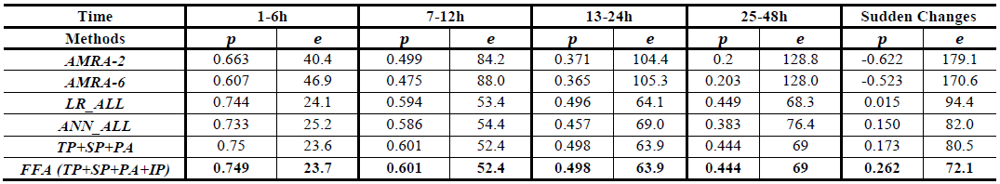 Time 1-6h 7-12h 13-24h 25-48h Sudden Changes
Methods p e p e p e p e p e
AMRA-2 0.663 40.4 0.499 84.2 0.371 104.4 0.2 128.8 -0.622 179.1
AMRA-6 0.607 46.9 0.475 88.0 0.365 105.3 0.203 128.0 -0.523 170.6
LR_ALL 0.744 24.1 0.594 53.4 0.496 64.1 0.449 68.3 0.015 94.4
ANN_ALL 0.733 25.2 0.586 54.4 0.457 69.0 0.383 76.4 0.150 82.0
TP+SP+PA 0.75 23.6 0.601 52.4 0.498 63.9 0.444 69 0.173 80.5
FFA (TP+SP+PA+IP) 0.749 23.7 0.601 52.4 0.498 63.9 0.444 69 0.262 72.1